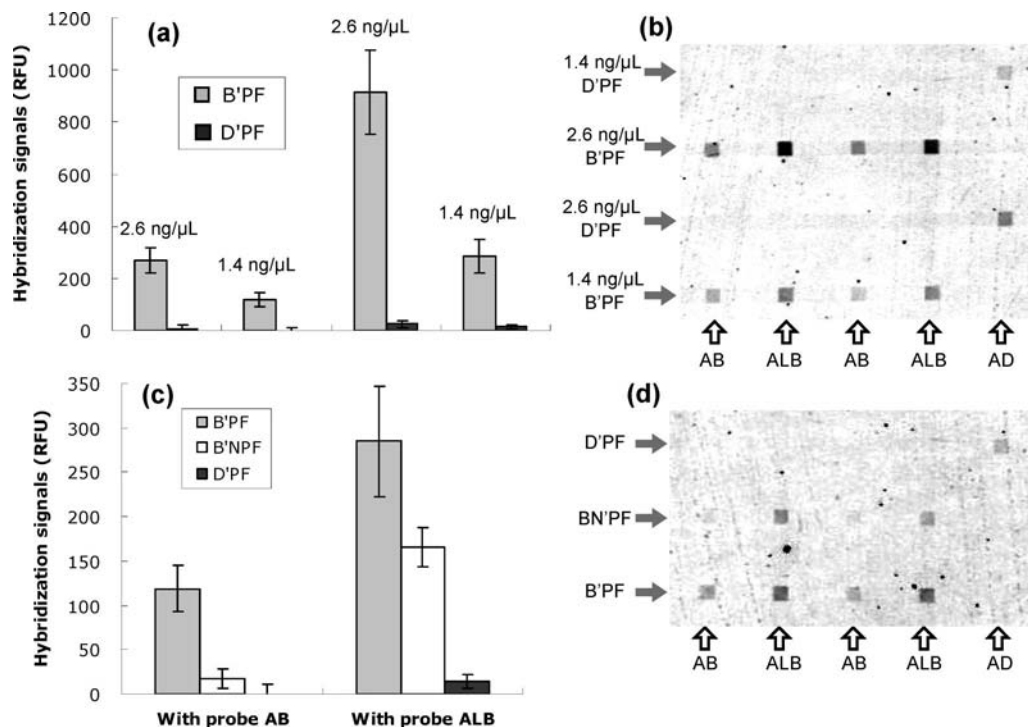 (a)
Hybridization signals (RFU)
1200
1000
800
600
400
200
0
B'PF
D'PF
2.6 ng/μL
1.4 ng/μL
2.6 ng/μL
1.4 ng/μL
(b)
1.4 ng/μL
D'PF
2.6 ng/μL
B'PF
2.6 ng/μL
D'PF
1.4 ng/μL
B'PF
AB ALB AB ALB AD
(c)
Hybridization signals (RFU)
350
300
250
200
150
100
50
0
B'PF
B'NPF
D'PF
With probe AB With probe ALB
(d)
D'PF
BN'PF
B'PF
AB ALB AB ALB AD